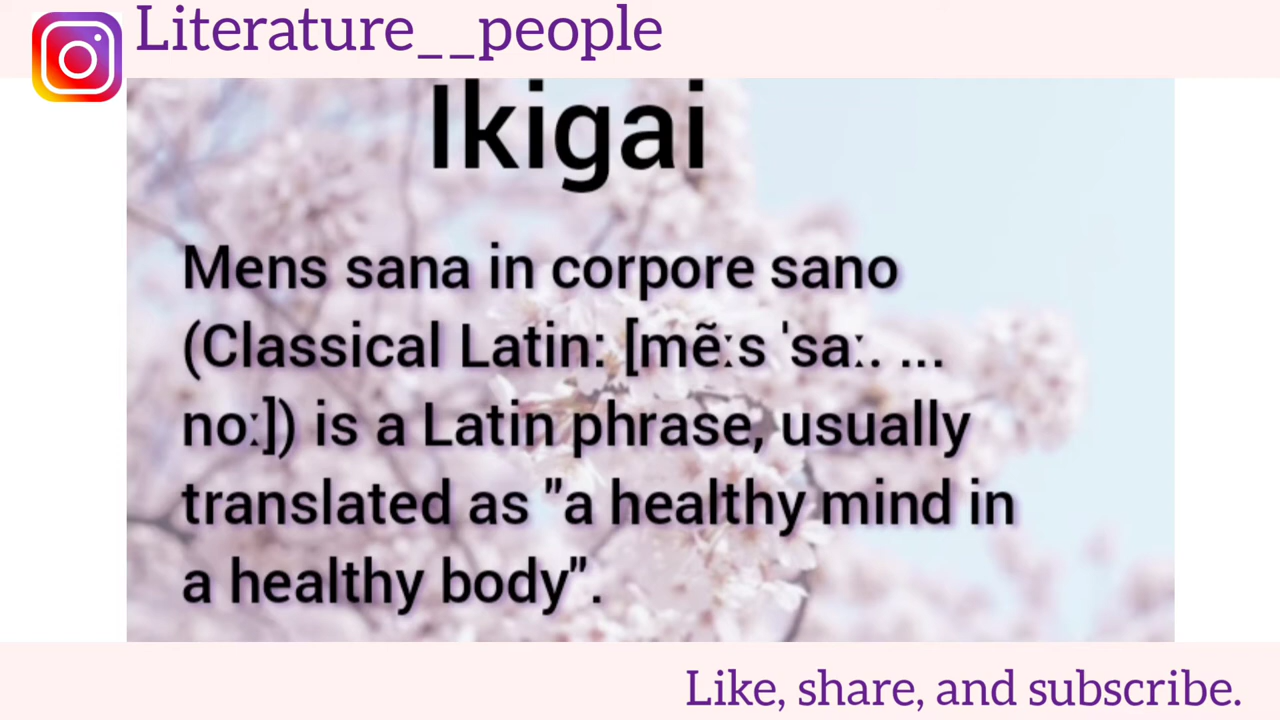 Literature__people
Ikigai
Mens sana in corpore sano
(Classical Latin: [mẽːs ˈsaː. ...
noː]) is a Latin phrase, usually
translated as "a healthy mind in
a healthy body".
Like, share, and subscribe.